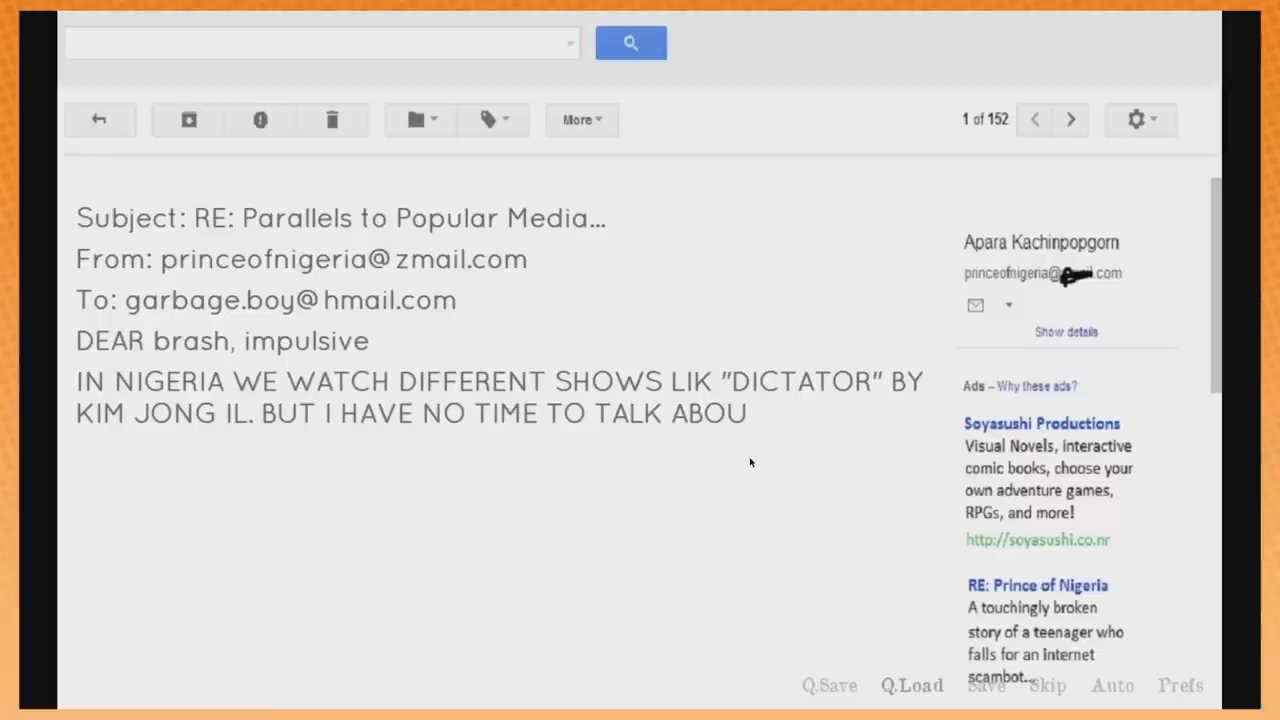 More
1 of 152
Subject: RE: Parallels to Popular Media...
From: princeofnigeria@zmail.com
To: garbage.boy@hmail.com
DEAR brash, impulsive
IN NIGERIA WE WATCH DIFFERENT SHOWS LIK "DICTATOR" BY
KIM JONG IL. BUT I HAVE NO TIME TO TALK ABOU
Apara Kachinpopgorn
princeofnigeria@ .com
Show details
Ads – Why these ads?
Soyasushi Productions
Visual Novels, interactive
comic books, choose your
own adventure games,
RPGs, and more!
http://soyasushi.co.nr
RE: Prince of Nigeria
A touchingly broken
story of a teenager who
falls for an internet
scambot...
Q.Save Q.Load Save Skip Auto Prefs